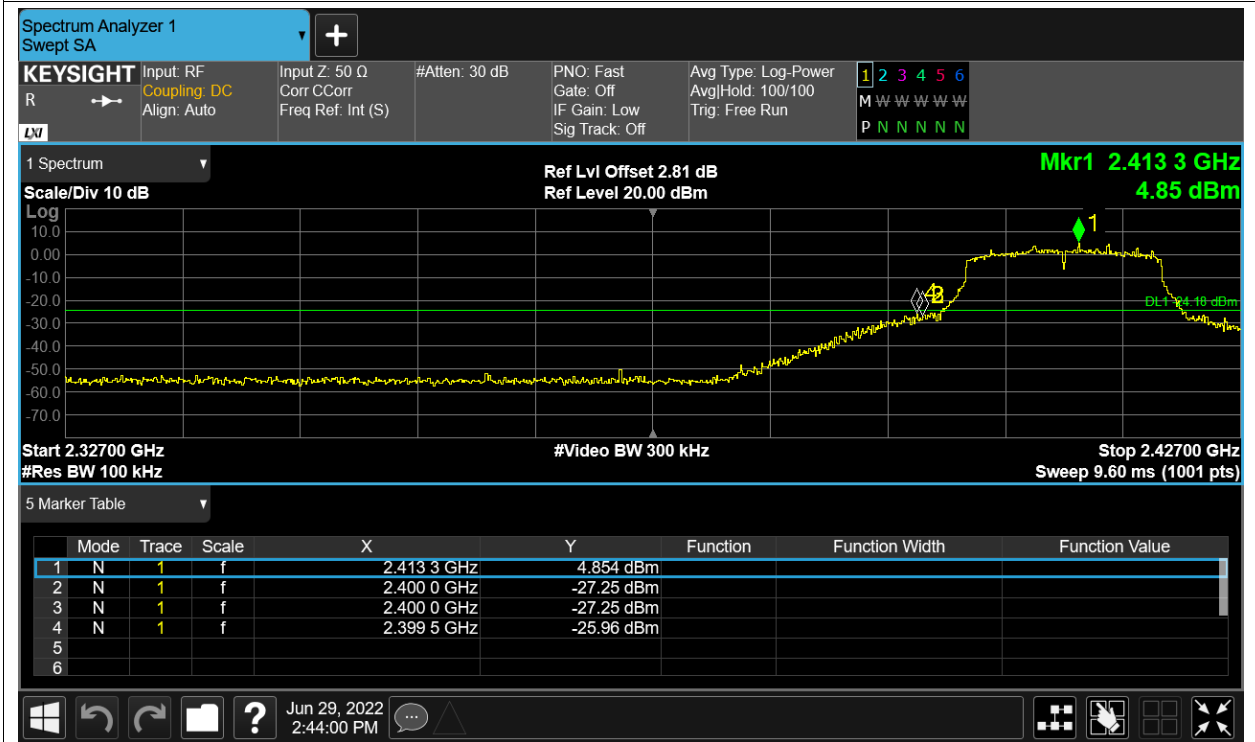 Spectrum Analyzer 1
Swept SA
KEYSIGHT
R
LXI
Input: RF
Coupling: DC
Align: Auto
Input Z: 50 Ω
Corr CCorr
Freq Ref: Int (S)
#Atten: 30 dB
PNO: Fast
Gate: Off
IF Gain: Low
Sig Track: Off
Avg Type: Log-Power
Avg|Hold: 100/100
Trig: Free Run
1 2 3 4 5 6
M W W W W W W
P N N N N N
1 Spectrum
Scale/Div 10 dB
Ref Lvl Offset 2.81 dB
Ref Level 20.00 dBm
Mkr1 2.413 3 GHz
4.85 dBm
Log
10.0
0.00
-10.0
-20.0
-30.0
-40.0
-50.0
-60.0
-70.0
1
DL1 -24.18 dBm
Start 2.32700 GHz
#Video BW 300 kHz
Stop 2.42700 GHz
#Res BW 100 kHz
Sweep 9.60 ms (1001 pts)
5 Marker Table
Mode Trace Scale X Y Function Function Width Function Value
1 N 1 f 2.413 3 GHz 4.854 dBm
2 N 1 f 2.400 0 GHz -27.25 dBm
3 N 1 f 2.400 0 GHz -27.25 dBm
4 N 1 f 2.399 5 GHz -25.96 dBm
5
6
?
Jun 29, 2022
2:44:00 PM